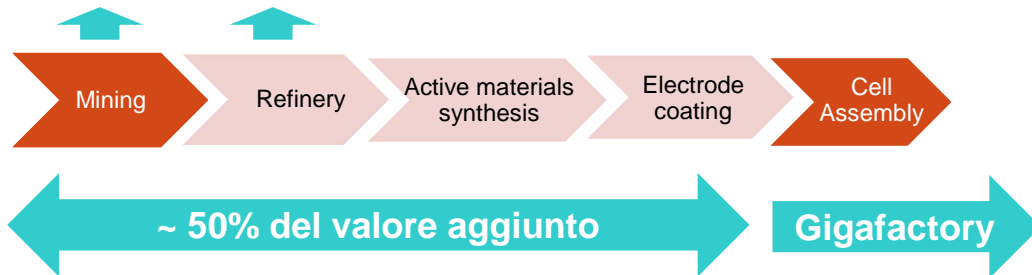 Mining
Refinery
Active materials
synthesis
Electrode
coating
Cell
Assembly
~ 50% del valore aggiunto
Gigafactory